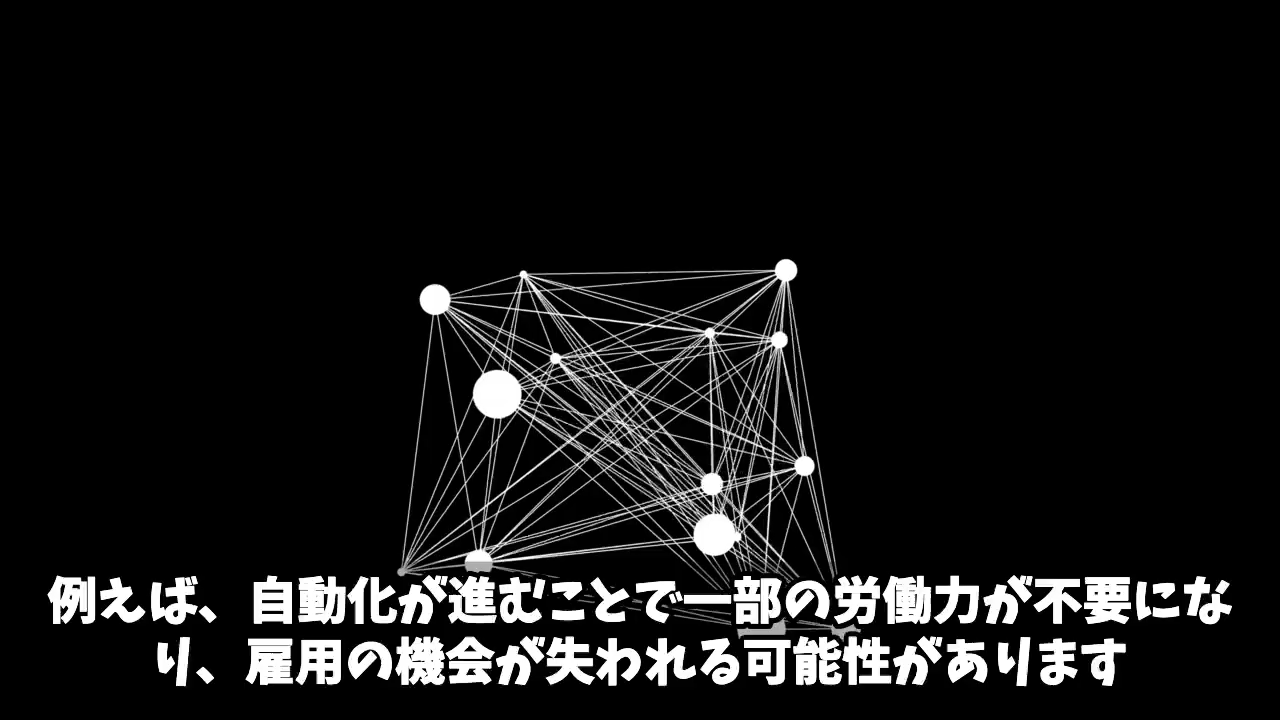 例えば、自動化が進むことで一部の労働力が不要にな
り、雇用の機会が失われる可能性があります